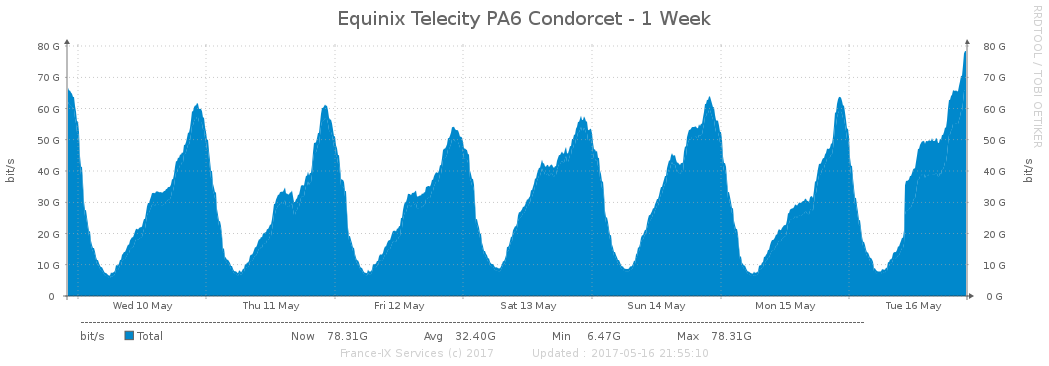 Equinix Telecity PA6 Condorcet - 1 Week
RRDTOOL / TOBI OETIKER
80 G 80 G
70 G 70 G
60 G 60 G
50 G 50 G
40 G 40 G
30 G 30 G
20 G 20 G
10 G 10 G
0 0 G
bit/s
bit/s
Wed 10 May Thu 11 May Fri 12 May Sat 13 May Sun 14 May Mon 15 May Tue 16 May
bit/s Total Now 78.31G Avg 32.40G Min 6.47G Max 78.31G
France-IX Services (c) 2017 Updated : 2017-05-16 21:55:10